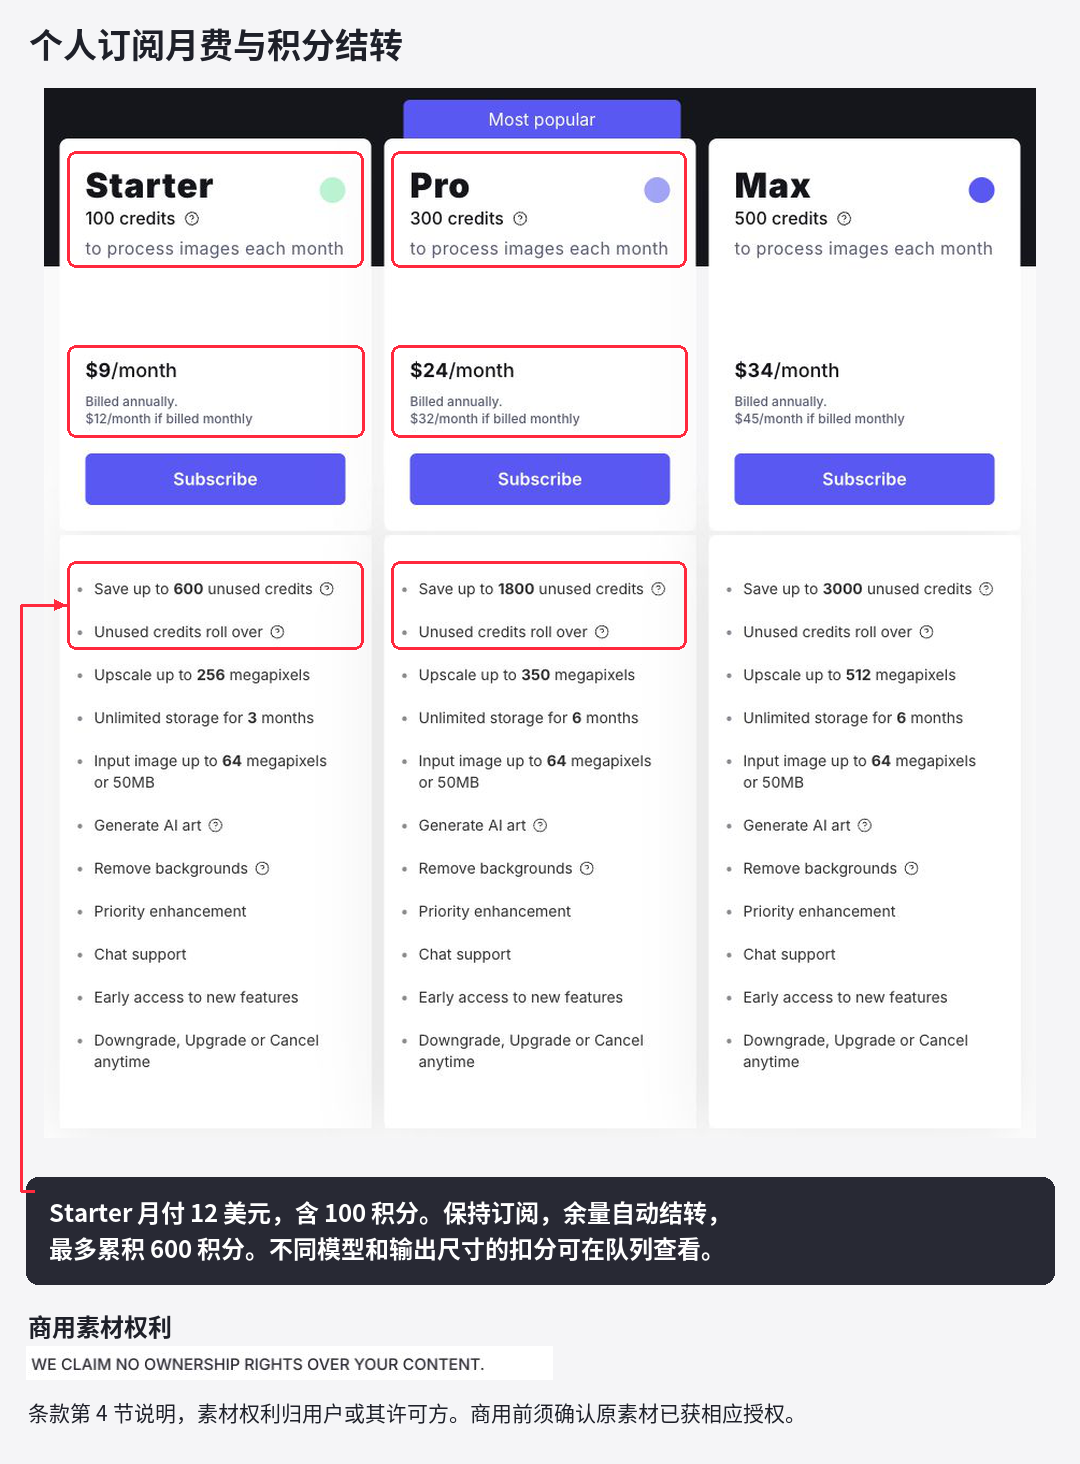 个人订阅月费与积分结转
Most popular
Starter
100 credits
to process images each month
$9/month
Billed annually.
$12/month if billed monthly
Subscribe
Save up to 600 unused credits
Unused credits roll over
Upscale up to 256 megapixels
Unlimited storage for 3 months
Input image up to 64 megapixels
or 50MB
Generate AI art
Remove backgrounds
Priority enhancement
Chat support
Early access to new features
Downgrade, Upgrade or Cancel
anytime
Pro
300 credits
to process images each month
$24/month
Billed annually.
$32/month if billed monthly
Subscribe
Save up to 1800 unused credits
Unused credits roll over
Upscale up to 350 megapixels
Unlimited storage for 6 months
Input image up to 64 megapixels
or 50MB
Generate AI art
Remove backgrounds
Priority enhancement
Chat support
Early access to new features
Downgrade, Upgrade or Cancel
anytime
Max
500 credits
to process images each month
$34/month
Billed annually.
$45/month if billed monthly
Subscribe
Save up to 3000 unused credits
Unused credits roll over
Upscale up to 512 megapixels
Unlimited storage for 6 months
Input image up to 64 megapixels
or 50MB
Generate AI art
Remove backgrounds
Priority enhancement
Chat support
Early access to new features
Downgrade, Upgrade or Cancel
anytime
Starter 月付 12 美元，含 100 积分。保持订阅，余量自动结转，
最多累积 600 积分。不同模型和输出尺寸的扣分可在队列查看。
商用素材权利
WE CLAIM NO OWNERSHIP RIGHTS OVER YOUR CONTENT.
条款第 4 节说明，素材权利归用户或其许可方。商用前须确认原素材已获相应授权。